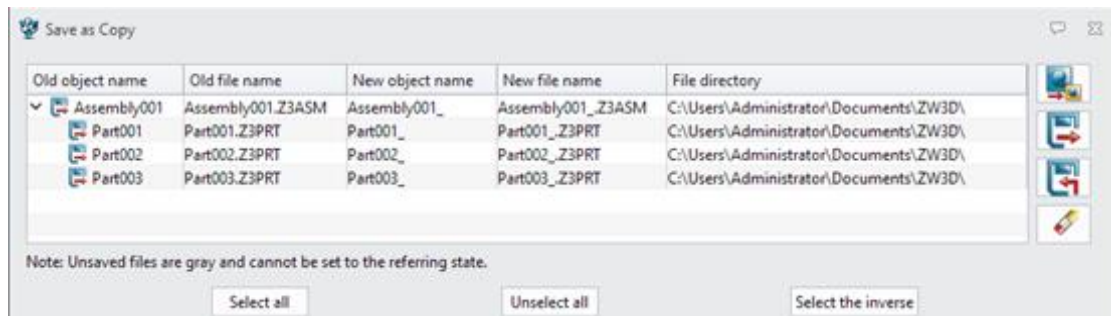 Save as Copy
Old object name Old file name New object name New file name File directory
Assembly001 Assembly001.Z3ASM Assembly001_ Assembly001_.Z3ASM C:\Users\Administrator\Documents\ZW3D\
Part001 Part001.Z3PRT Part001_ Part001_.Z3PRT C:\Users\Administrator\Documents\ZW3D\
Part002 Part002.Z3PRT Part002_ Part002_.Z3PRT C:\Users\Administrator\Documents\ZW3D\
Part003 Part003.Z3PRT Part003_ Part003_.Z3PRT C:\Users\Administrator\Documents\ZW3D\
Note: Unsaved files are gray and cannot be set to the referring state.
Select all Unselect all Select the inverse